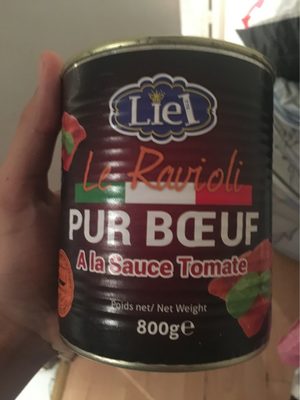 Liel
Le Ravioli
PUR BŒUF
A la Sauce Tomate
Poids net/ Net Weight
800g℮